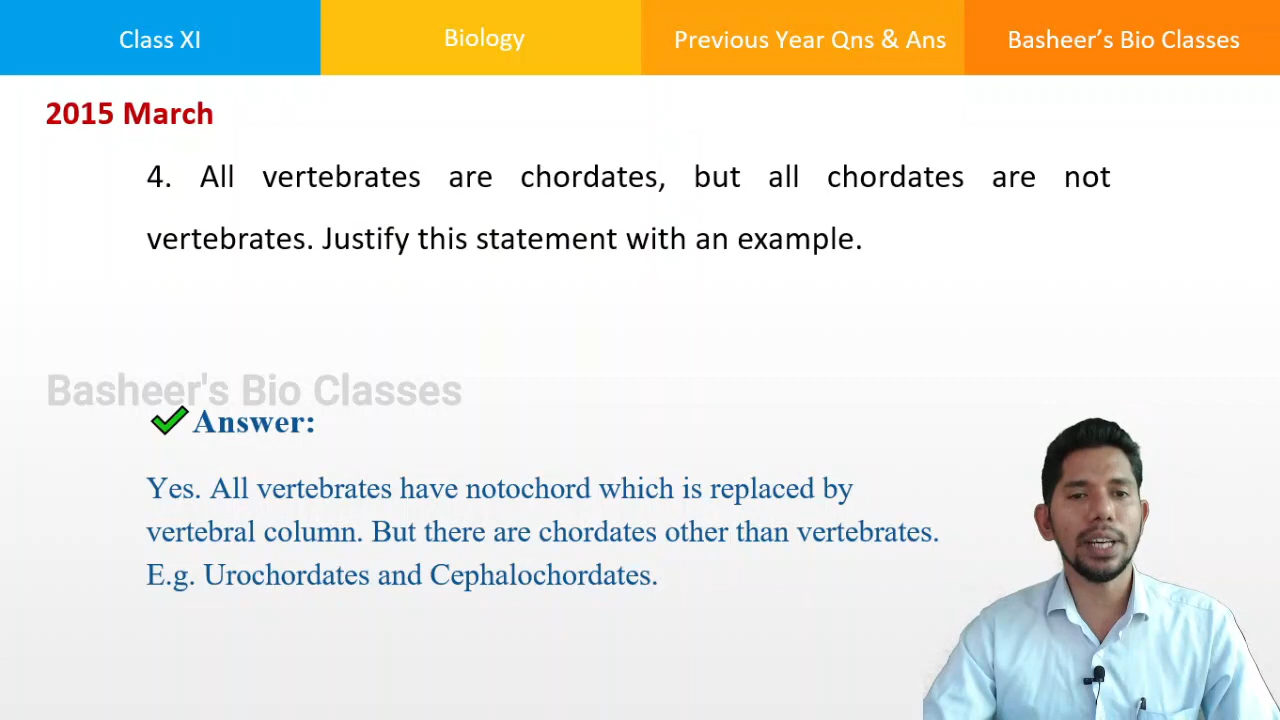 Class XI
Biology
Previous Year Qns & Ans
Basheer’s Bio Classes
2015 March
4. All vertebrates are chordates, but all chordates are not
vertebrates. Justify this statement with an example.
Basheer's Bio Classes
Answer:
Yes. All vertebrates have notochord which is replaced by
vertebral column. But there are chordates other than vertebrates.
E.g. Urochordates and Cephalochordates.